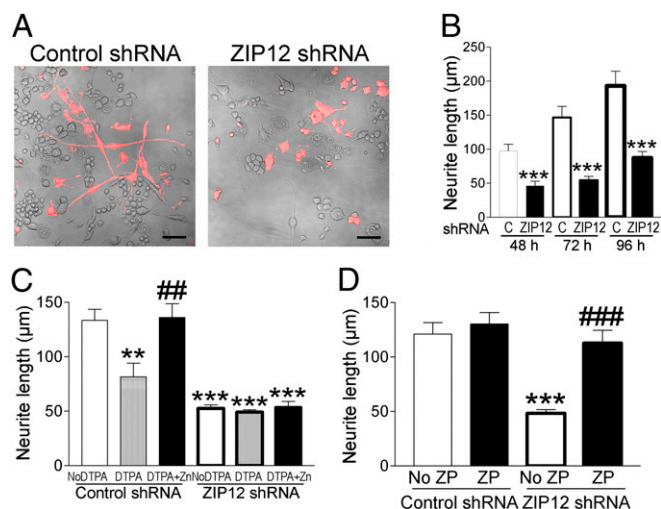 A
Control shRNA ZIP12 shRNA
B
Neurite length (µm)
250
200
150
100
50
0
*** *** ***
shRNA C ZIP12 C ZIP12 C ZIP12
48 h 72 h 96 h
C
Neurite length (µm)
150
100
50
0
** ## *** *** ***
NoDTPA DTPA DTPA+Zn NoDTPA DTPA DTPA+Zn
Control shRNA ZIP12 shRNA
D
Neurite length (µm)
150
100
50
0
*** ###
No ZP ZP No ZP ZP
Control shRNA ZIP12 shRNA